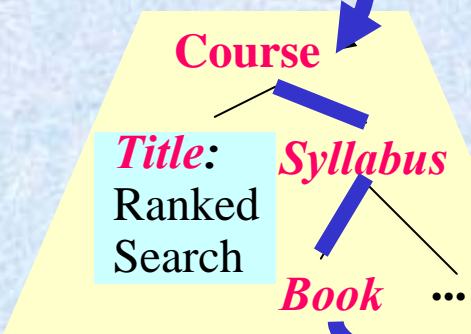 Course
Title:
Ranked
Search
Syllabus
Book
...